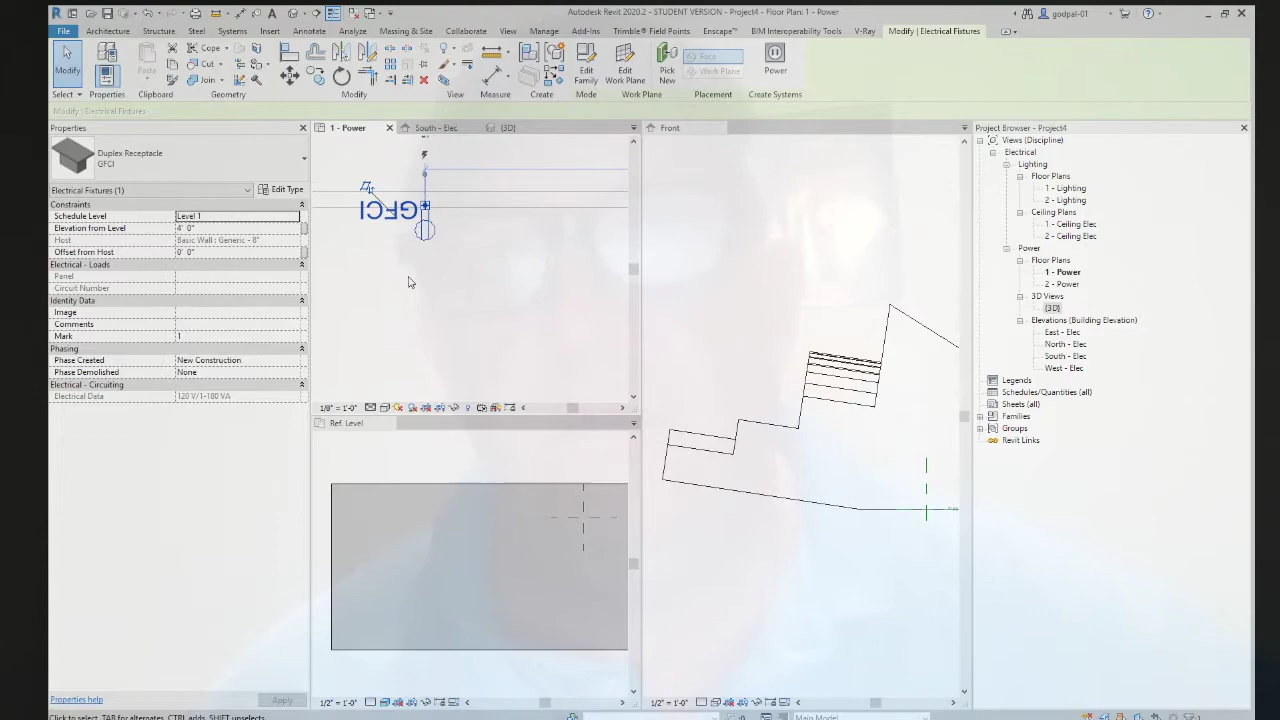 Autodesk Revit 2020.2 - STUDENT VERSION - Project4 - Floor Plan: 1 - Power
godpal-01
File Architecture Structure Steel Systems Insert Annotate Analyze Massing & Site Collaborate View Manage Add-Ins Trimble® Field Points Enscape™ BIM Interoperability Tools V-Ray Modify | Electrical Fixtures
Cope
Cut
Join
Modify
Paste
Edit
Family
Edit
Work Plane
Pick
New
Face
Work Plane
Power
Select Properties Clipboard Geometry Modify View Measure Create Mode Work Plane Placement Create Systems
Modify | Electrical Fixtures
Properties
Duplex Receptacle
GFCI
Electrical Fixtures (1)
Edit Type
Constraints
Schedule Level Level 1
Elevation from Level 4' 0"
Host Basic Wall : Generic - 8"
Offset from Host 0' 0"
Electrical - Loads
Panel
Circuit Number
Identity Data
Image
Comments
Mark 1
Phasing
Phase Created New Construction
Phase Demolished None
Electrical - Circuiting
Electrical Data 120 V/1-180 VA
Properties help
Apply
1 - Power
South - Elec
{3D}
GFCI
1/8" = 1'-0"
Ref. Level
1/2" = 1'-0"
Front
1/2" = 1'-0"
Project Browser - Project4
Views (Discipline)
Electrical
Lighting
Floor Plans
1 - Lighting
2 - Lighting
Ceiling Plans
1 - Ceiling Elec
2 - Ceiling Elec
Power
Floor Plans
1 - Power
2 - Power
3D Views
{3D}
Elevations (Building Elevation)
East - Elec
North - Elec
South - Elec
West - Elec
Legends
Schedules/Quantities (all)
Sheets (all)
Families
Groups
Revit Links
Click to select, TAB for alternates, CTRL adds, SHIFT unselects.
Main Model